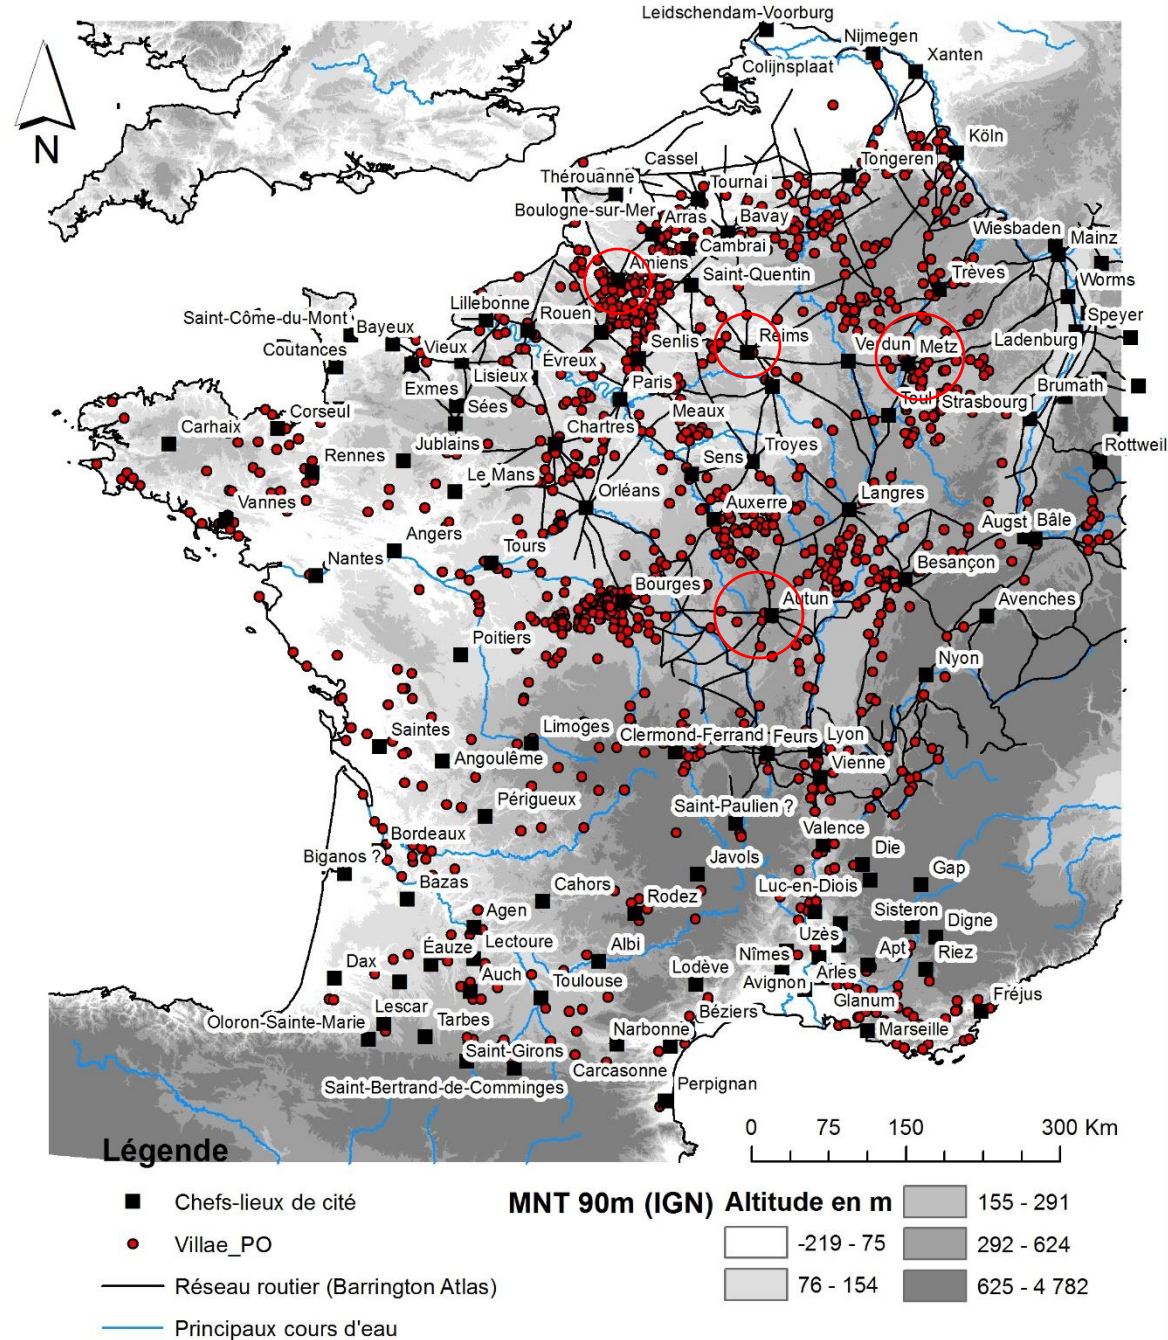 Leidschendam-Voorburg
Nijmegen
Xanten
Colijnsplaat
N
Köln
Cassel
Tongeren
Thérouanne
Tournai
Boulogne-sur-Mer
Arras
Bavay
Cambrai
Wiesbaden
Mainz
Amiens
Saint-Quentin
Trèves
Worms
Lillebonne
Saint-Côme-du-Mont
Bayeux
Rouen
Speyer
Coutances
Vieux
Senlis
Reims
Verdun
Metz
Ladenburg
Évreux
Lisieux
Exmes
Paris
Brumath
Sées
Meaux
Toul
Strasbourg
Corseul
Carhaix
Jublains
Chartres
Troyes
Rottweil
Rennes
Le Mans
Sens
Orléans
Langres
Vannes
Auxerre
Angers
Augst
Bâle
Tours
Nantes
Besançon
Bourges
Autun
Avenches
Poitiers
Nyon
Limoges
Saintes
Clermond-Ferrand
Feurs
Lyon
Angoulême
Vienne
Périgueux
Saint-Paulien ?
Bordeaux
Valence
Die
Biganos ?
Javols
Gap
Bazas
Cahors
Rodez
Luc-en-Diois
Agen
Sisteron
Digne
Uzès
Éauze
Lectoure
Albi
Nîmes
Apt
Riez
Dax
Auch
Toulouse
Lodève
Avignon
Arles
Lescar
Glanum
Fréjus
Oloron-Sainte-Marie
Tarbes
Béziers
Narbonne
Marseille
Saint-Girons
Carcasonne
Saint-Bertrand-de-Comminges
Perpignan
0 75 150 300 Km
Légende
Chefs-lieux de cité
Villae_PO
Réseau routier (Barrington Atlas)
Principaux cours d'eau
MNT 90m (IGN) Altitude en m
-219 - 75
76 - 154
155 - 291
292 - 624
625 - 4 782